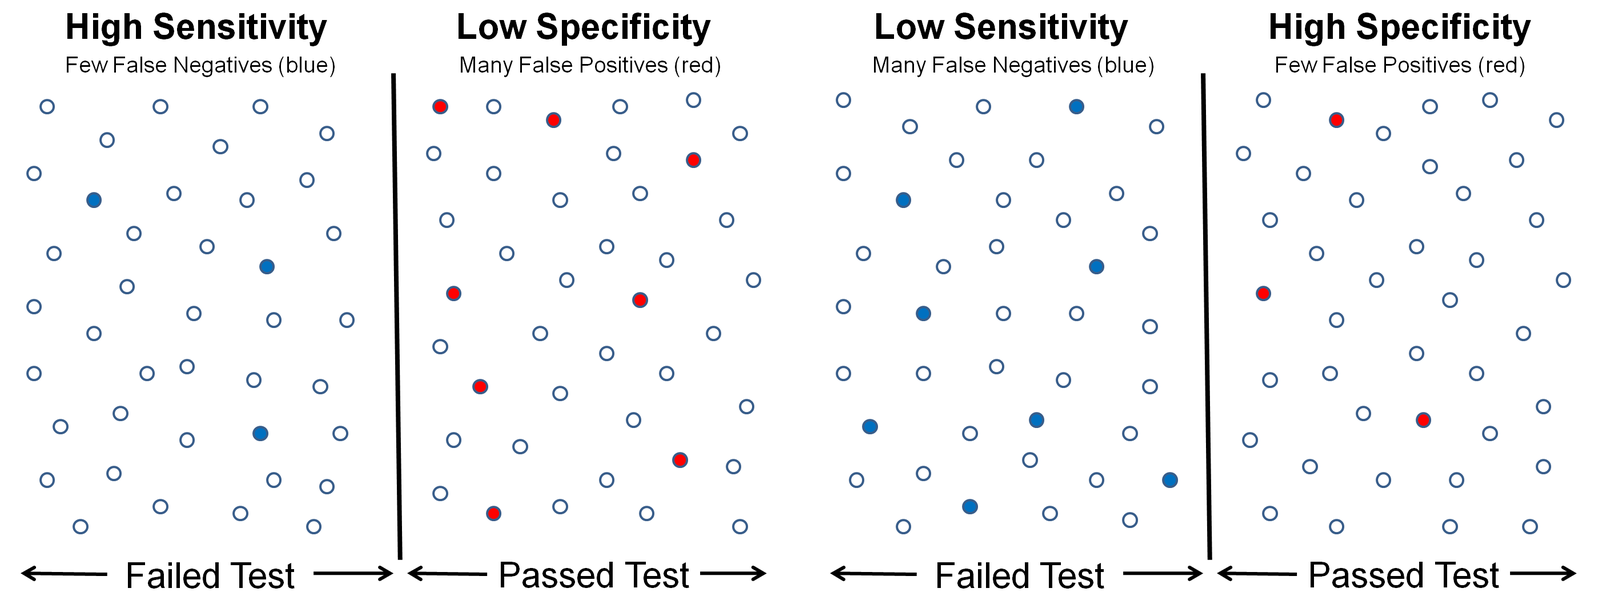 High Sensitivity
Few False Negatives (blue)
Low Specificity
Many False Positives (red)
Low Sensitivity
Many False Negatives (blue)
High Specificity
Few False Positives (red)
Failed Test
Passed Test
Failed Test
Passed Test